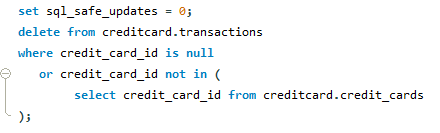 set sql_safe_updates = 0;
delete from creditcard.transactions
where credit_card_id is null
or credit_card_id not in (
select credit_card_id from creditcard.credit_cards
);